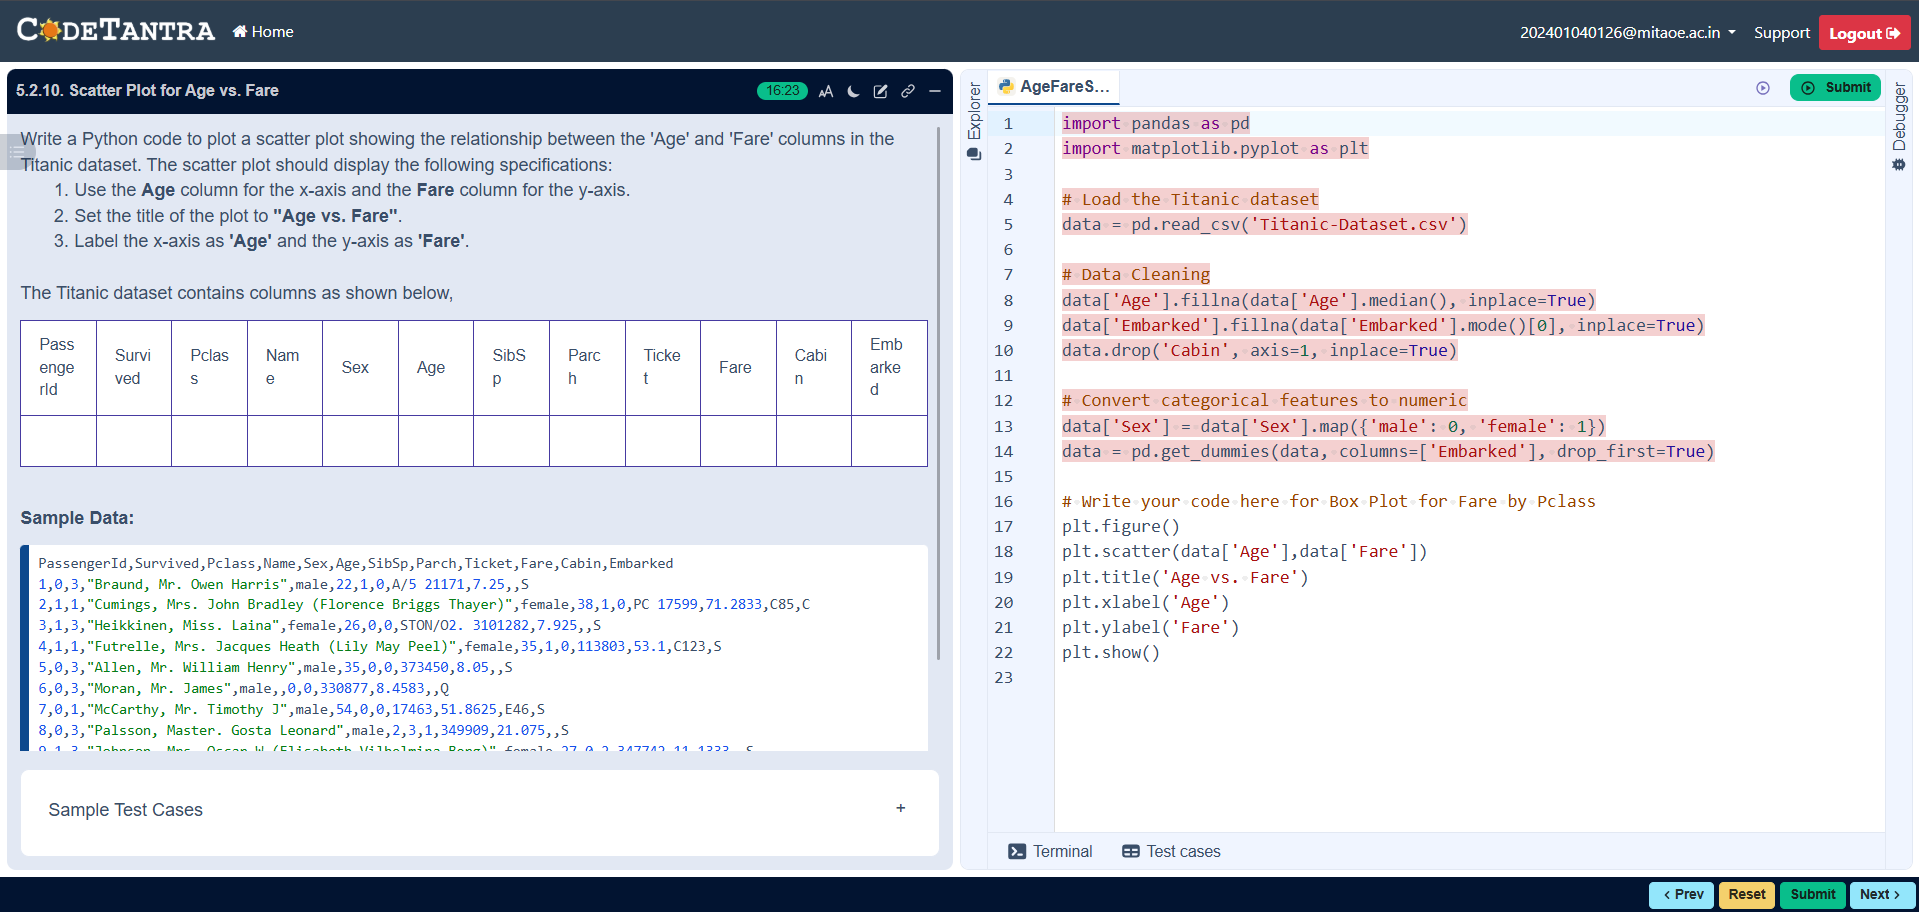 CODETANTRA Home 202401040126@mitaoe.ac.in Support Logout
5.2.10. Scatter Plot for Age vs. Fare 16:23
Write a Python code to plot a scatter plot showing the relationship between the 'Age' and 'Fare' columns in the
Titanic dataset. The scatter plot should display the following specifications:
1. Use the Age column for the x-axis and the Fare column for the y-axis.
2. Set the title of the plot to "Age vs. Fare".
3. Label the x-axis as 'Age' and the y-axis as 'Fare'.
The Titanic dataset contains columns as shown below,
PassengerId Survived Pclass Name Sex Age SibSp Parch Ticket Fare Cabin Embarked
Sample Data:
PassengerId,Survived,Pclass,Name,Sex,Age,SibSp,Parch,Ticket,Fare,Cabin,Embarked
1,0,3,"Braund, Mr. Owen Harris",male,22,1,0,A/5 21171,7.25,,S
2,1,1,"Cumings, Mrs. John Bradley (Florence Briggs Thayer)",female,38,1,0,PC 17599,71.2833,C85,C
3,1,3,"Heikkinen, Miss. Laina",female,26,0,0,STON/O2. 3101282,7.925,,S
4,1,1,"Futrelle, Mrs. Jacques Heath (Lily May Peel)",female,35,1,0,113803,53.1,C123,S
5,0,3,"Allen, Mr. William Henry",male,35,0,0,373450,8.05,,S
6,0,3,"Moran, Mr. James",male,,0,0,330877,8.4583,,Q
7,0,1,"McCarthy, Mr. Timothy J",male,54,0,0,17463,51.8625,E46,S
8,0,3,"Palsson, Master. Gosta Leonard",male,2,3,1,349909,21.075,,S
9,1,3,"Johnson, Mrs. Oscar W (Elisabeth Vilhelmina Berg)",female,27,0,2,347742,11.1333,,S
Sample Test Cases +
Explorer
AgeFareS... Submit
Debugger
1 import pandas as pd
2 import matplotlib.pyplot as plt
3
4 # Load the Titanic dataset
5 data = pd.read_csv('Titanic-Dataset.csv')
6
7 # Data Cleaning
8 data['Age'].fillna(data['Age'].median(), inplace=True)
9 data['Embarked'].fillna(data['Embarked'].mode()[0], inplace=True)
10 data.drop('Cabin', axis=1, inplace=True)
11
12 # Convert categorical features to numeric
13 data['Sex'] = data['Sex'].map({'male': 0, 'female': 1})
14 data = pd.get_dummies(data, columns=['Embarked'], drop_first=True)
15
16 # Write your code here for Box Plot for Fare by Pclass
17 plt.figure()
18 plt.scatter(data['Age'],data['Fare'])
19 plt.title('Age vs. Fare')
20 plt.xlabel('Age')
21 plt.ylabel('Fare')
22 plt.show()
23
Terminal Test cases
< Prev Reset Submit Next >